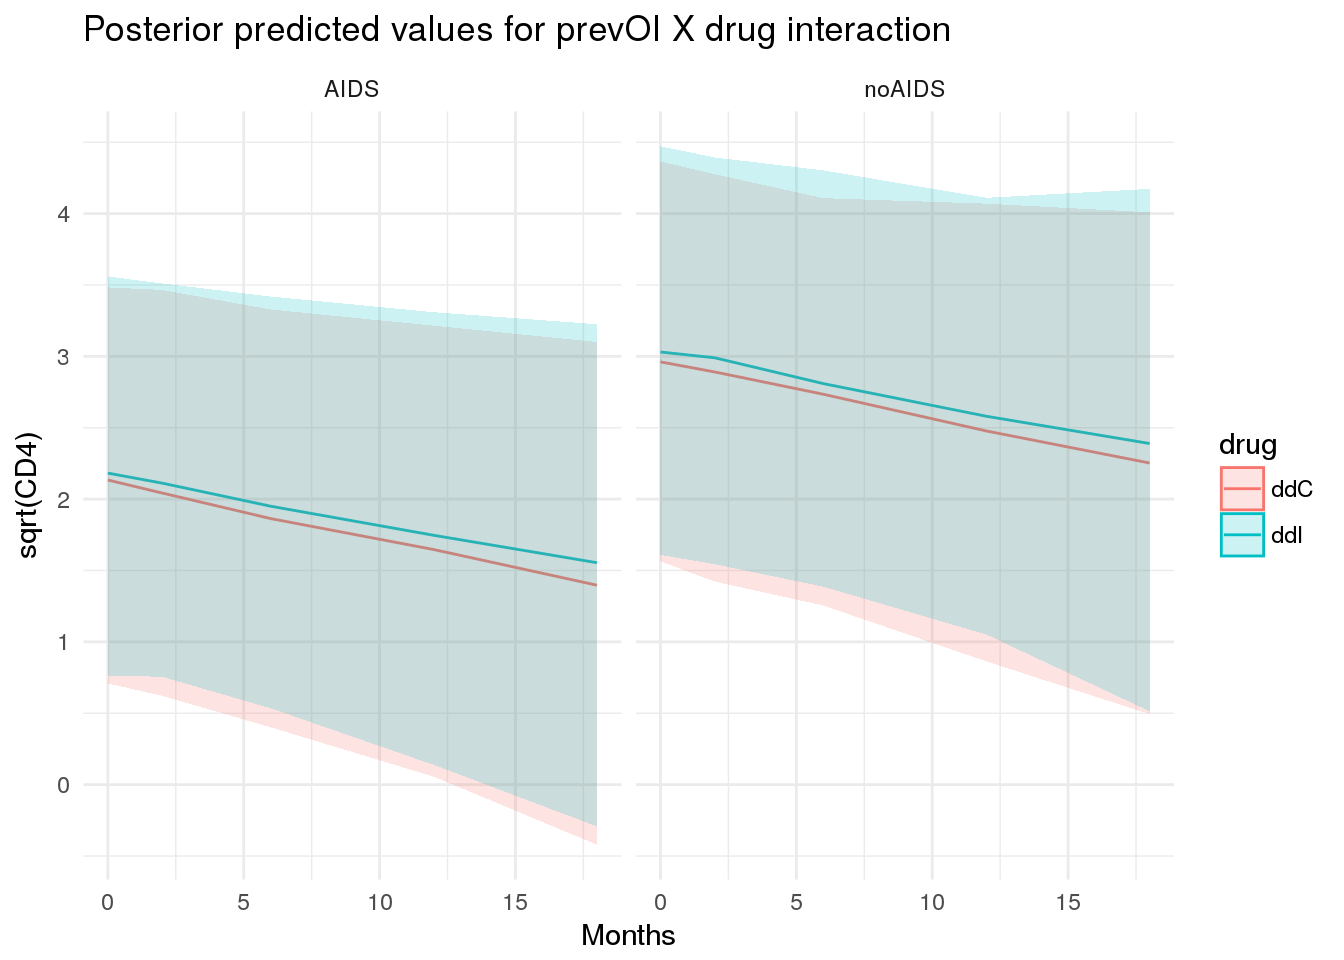 Posterior predicted values for prevOI X drug interaction
AIDS
noAIDS
4
3
2
1
0
sqrt(CD4)
0 5 10 15
0 5 10 15
Months
drug
ddC
ddI